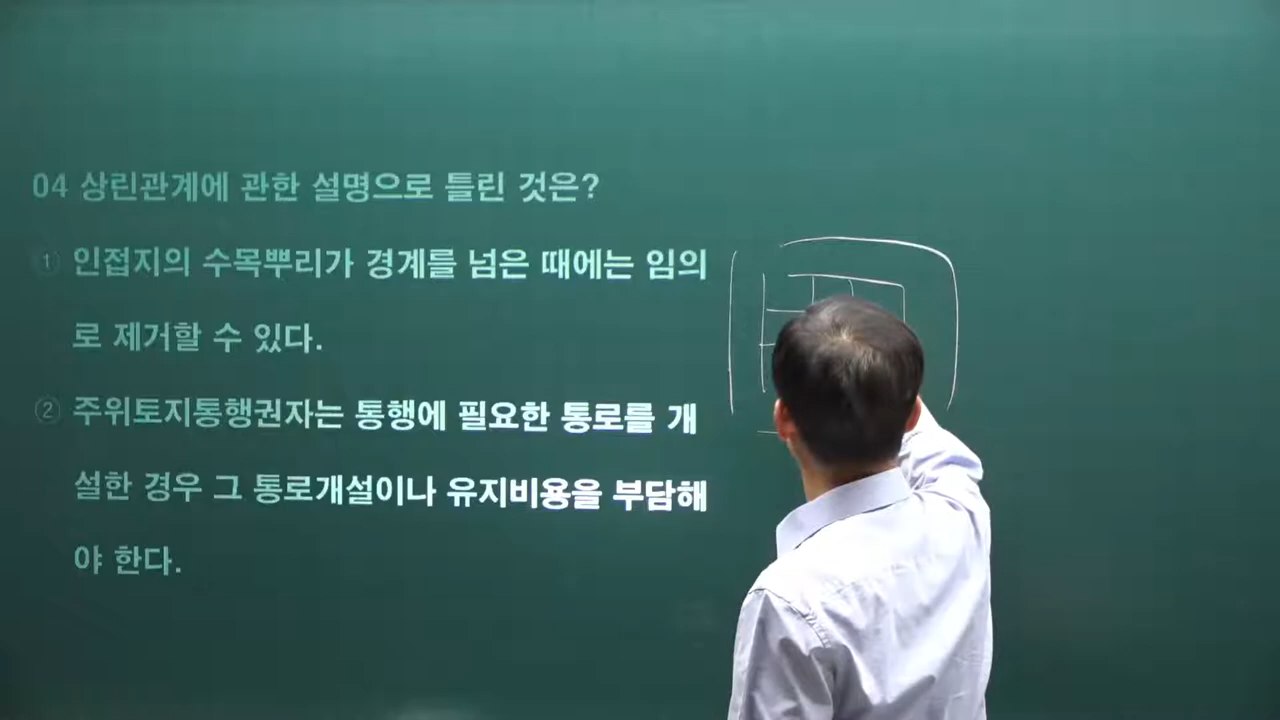 04 상린관계에 관한 설명으로 틀린 것은?
① 인접지의 수목뿌리가 경계를 넘은 때에는 임의
로 제거할 수 있다.
② 주위토지통행권자는 통행에 필요한 통로를 개
설한 경우 그 통로개설이나 유지비용을 부담해
야 한다.